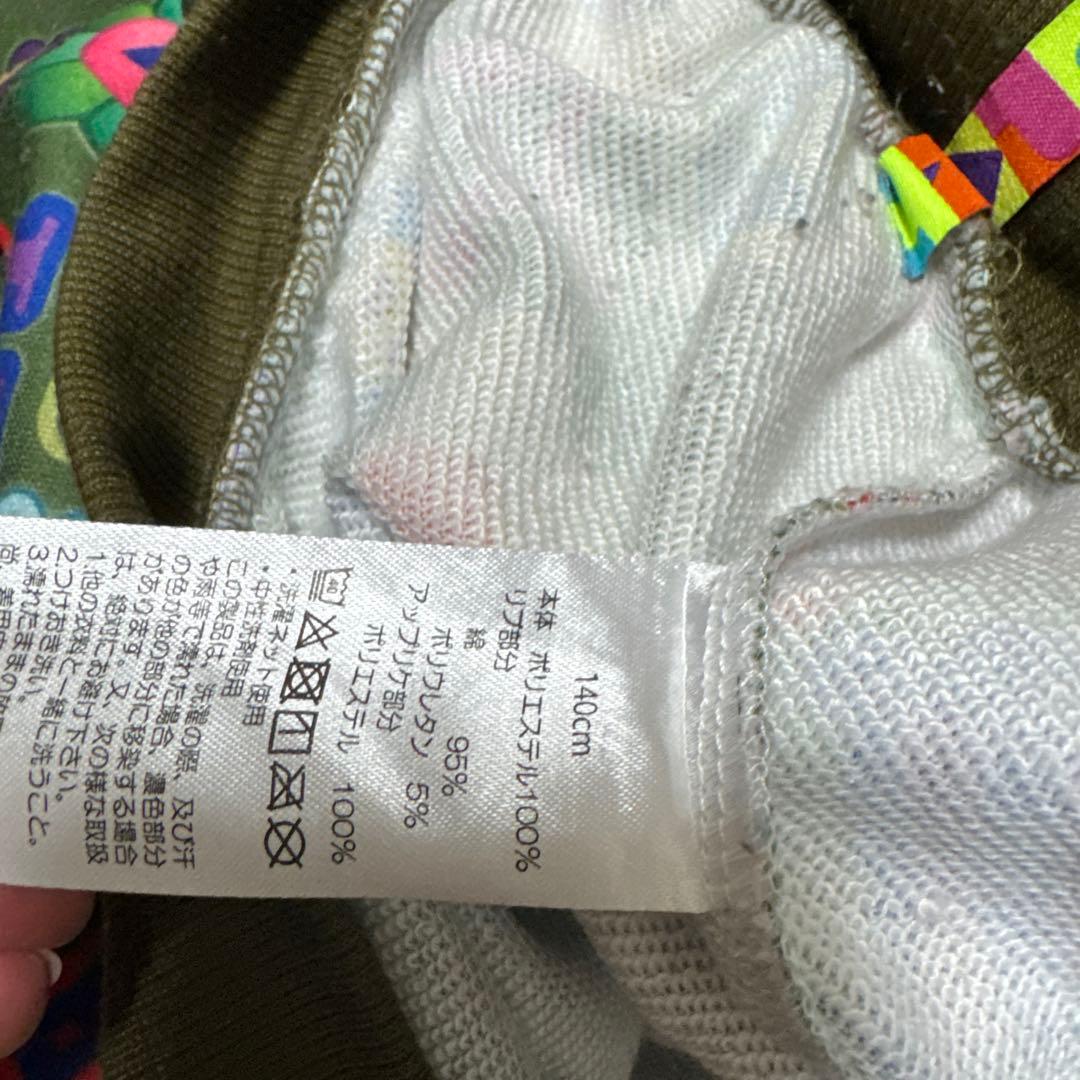 140cm
本体 ポリエステル100%
リブ部分
綿 95%
ポリウレタン 5%
アップリケ部分
ポリエステル 100%
40
・洗濯ネット使用
・中性洗剤使用
この製品は、洗濯の際、及び汗
や雨等で濡れた場合、濃色部分
の色が他の部分に移染する場合
があります。又、次の様な取扱
は、絶対にお避け下さい。
1.他の衣料と一緒に洗うこと。
2.つけおき洗い。
3.濡れたままの放置